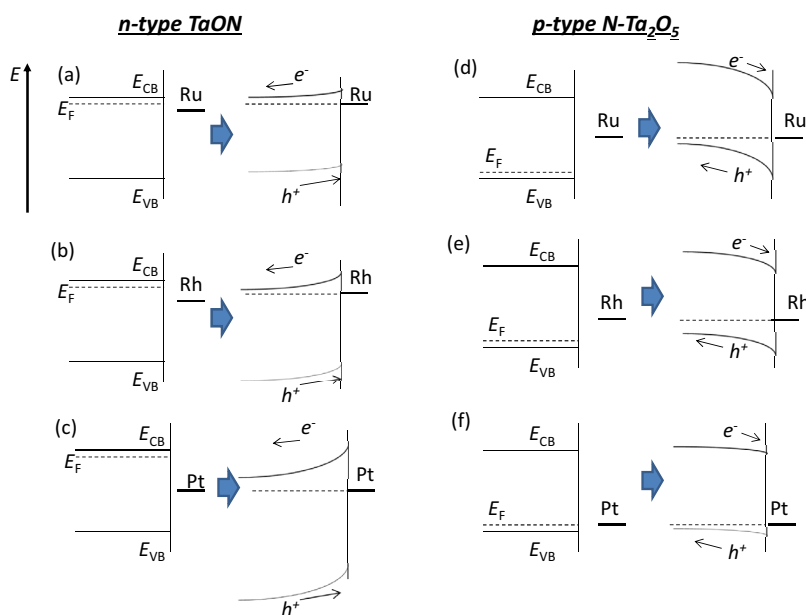 n-type TaON
p-type N-Ta2O5
E
(a)
ECB
EF
Ru
EVB
e-
Ru
h+
(d)
ECB
EF
EVB
Ru
e-
Ru
h+
(b)
ECB
EF
Rh
EVB
e-
Rh
h+
(e)
ECB
Rh
EF
EVB
e-
Rh
h+
(c)
ECB
EF
Pt
EVB
e-
Pt
h+
(f)
ECB
EF
Pt
EVB
e-
Pt
h+